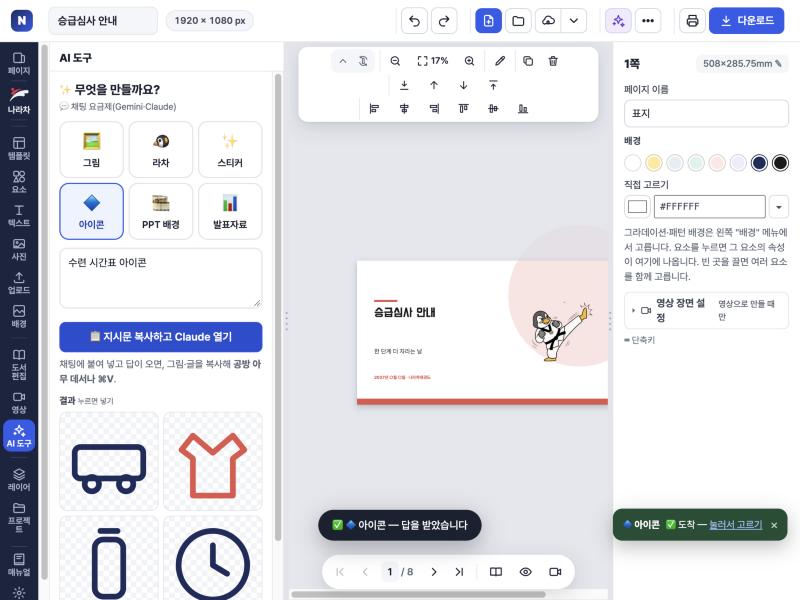 N
승급심사 안내
1920 × 1080 px
다운로드
페이지
나라차
템플릿
요소
텍스트
사진
업로드
배경
도서
편집
영상
AI 도구
레이어
프로젝
트
매뉴얼
AI 도구
✨ 무엇을 만들까요?
💬 채팅 요금제(Gemini·Claude)
그림
라차
스티커
아이콘
PPT 배경
발표자료
수련 시간표 아이콘
📋 지시문 복사하고 Claude 열기
채팅에 붙여 넣고 답이 오면, 그림·글을 복사해 공방 아
무 데서나 ⌘V.
결과 누르면 넣기
17%
승급심사 안내
한 단계 더 자라는 날
✅ 🔷 아이콘 — 답을 받았습니다
1 / 8
1쪽
508×285.75mm ✎
페이지 이름
표지
배경
직접 고르기
#FFFFFF
그라데이션·패턴 배경은 왼쪽 "배경" 메뉴에
서 고릅니다. 요소를 누르면 그 요소의 속성
이 여기에 나옵니다. 빈 곳을 끌면 여러 요소
를 함께 고릅니다.
영상 장면 설
정
영상으로 만들 때
만
단축키
🔷 아이콘 ✅ 도착 — 눌러서 고르기 ×